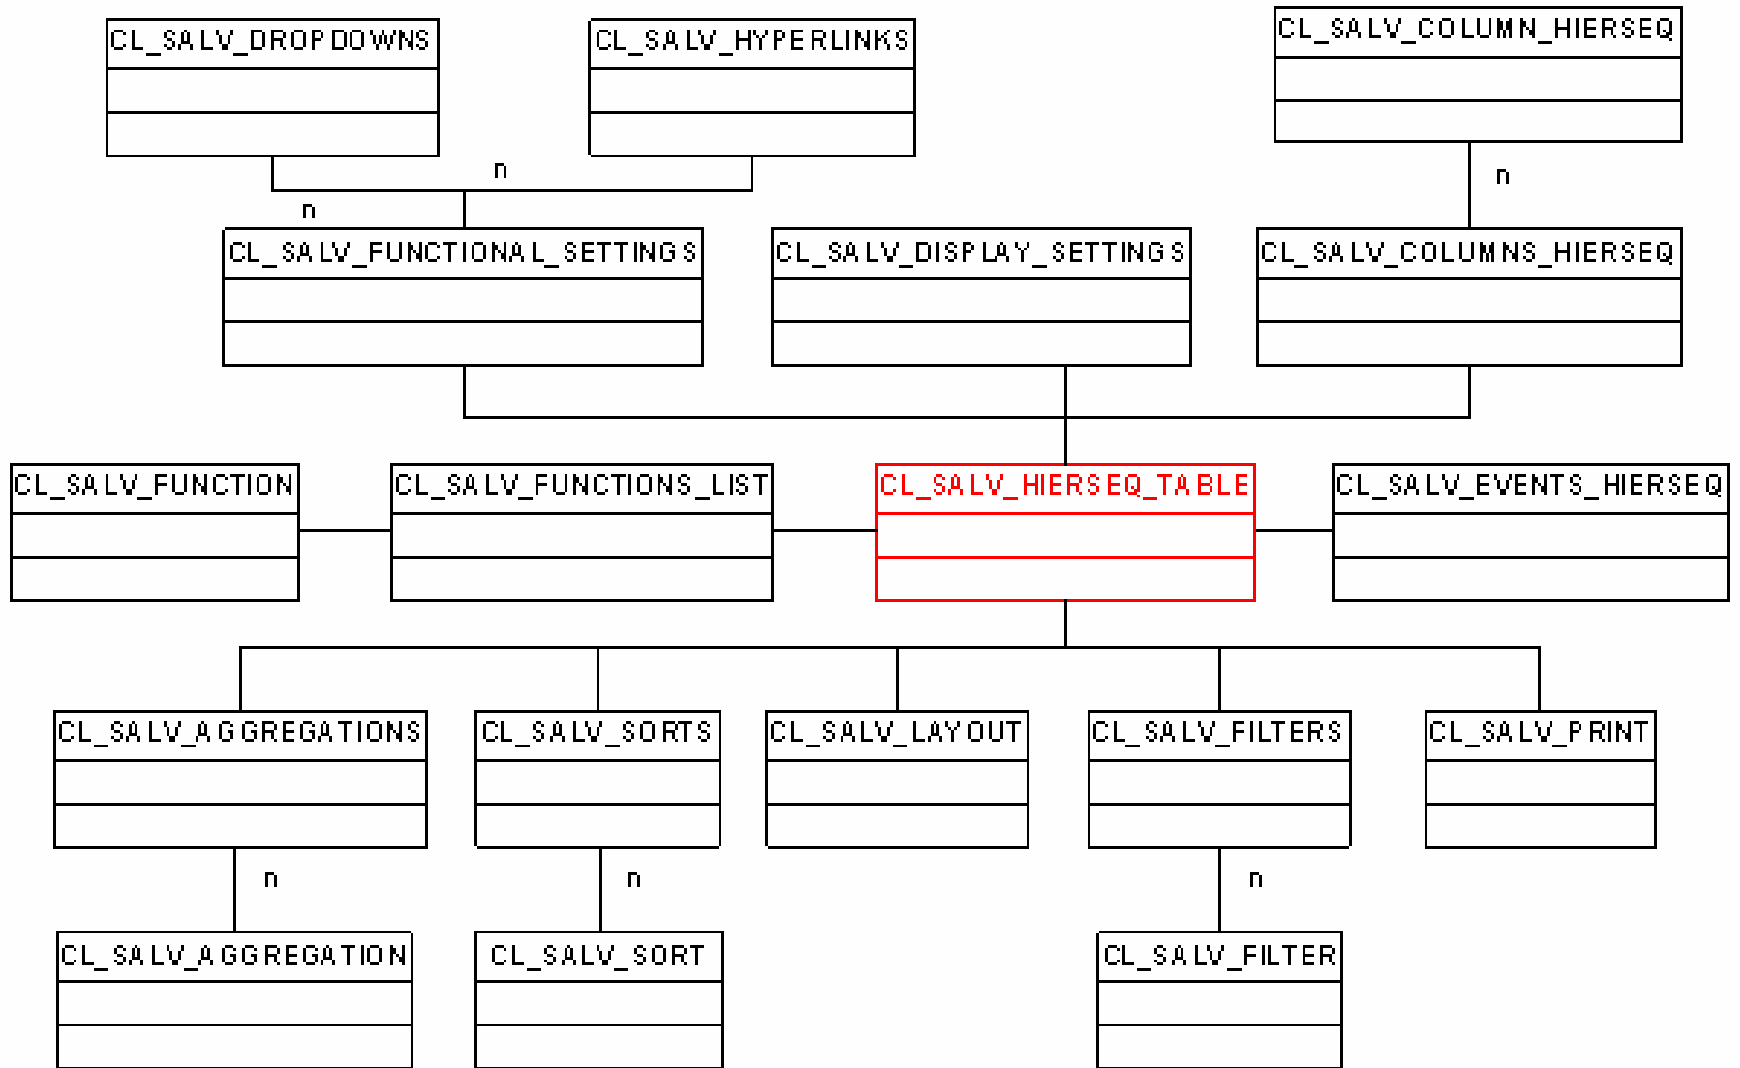 CL_SALV_DROPDOWNS
CL_SALV_HYPERLINKS
CL_SALV_COLUMN_HIERSEQ
n
n
n
CL_SALV_FUNCTIONAL_SETTINGS
CL_SALV_DISPLAY_SETTINGS
CL_SALV_COLUMNS_HIERSEQ
CL_SALV_FUNCTION
CL_SALV_FUNCTIONS_LIST
CL_SALV_HIERSEQ_TABLE
CL_SALV_EVENTS_HIERSEQ
CL_SALV_AGGREGATIONS
CL_SALV_SORTS
CL_SALV_LAYOUT
CL_SALV_FILTERS
CL_SALV_PRINT
n
n
n
CL_SALV_AGGREGATION
CL_SALV_SORT
CL_SALV_FILTER